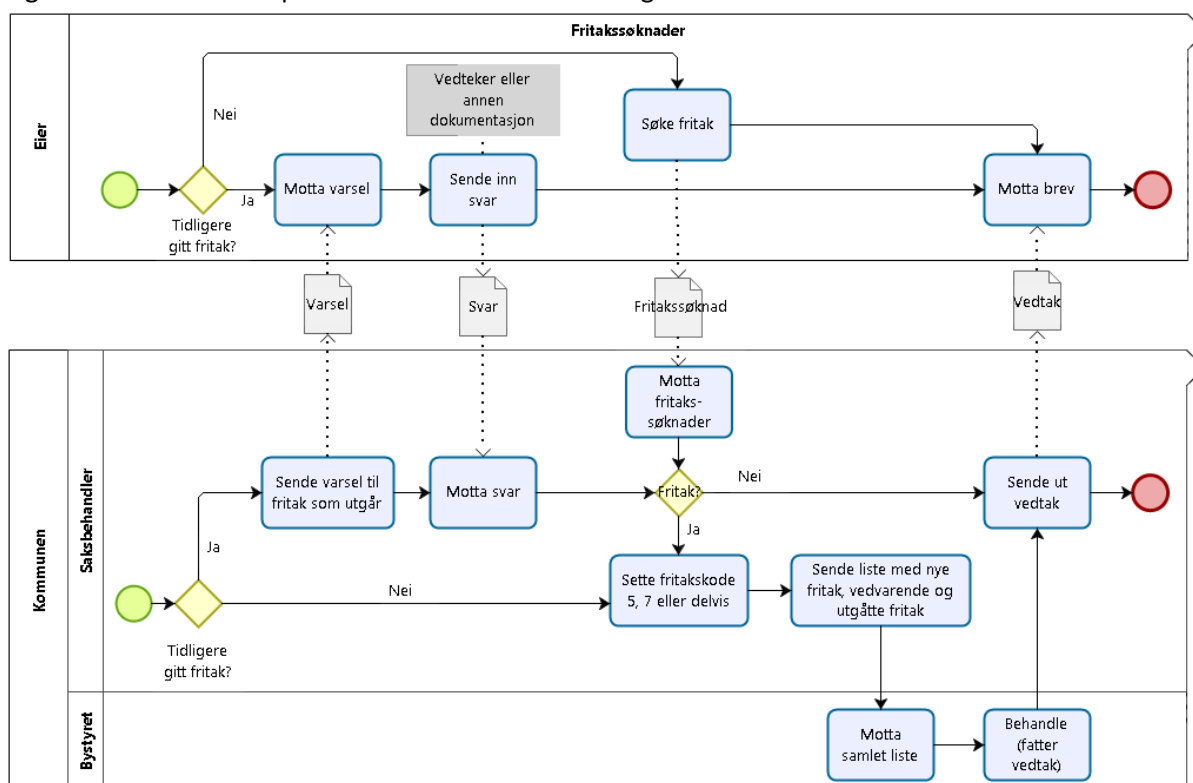 Fritakssøknader
Eier
Nei
Vedteker eller
annen
dokumentasjon
Søke fritak
Ja
Motta varsel
Sende inn
svar
Motta brev
Tidligere
gitt fritak?
Varsel
Svar
Fritakssøknad
Vedtak
Kommunen
Saksbehandler
Motta
fritaks-
søknader
Sende varsel til
fritak som utgår
Motta svar
Fritak?
Nei
Sende ut
vedtak
Ja
Ja
Nei
Sette fritakskode
5, 7 eller delvis
Sende liste med nye
fritak, vedvarende og
utgåtte fritak
Tidligere
gitt fritak?
Bystyret
Motta
samlet liste
Behandle
(fatter
vedtak)